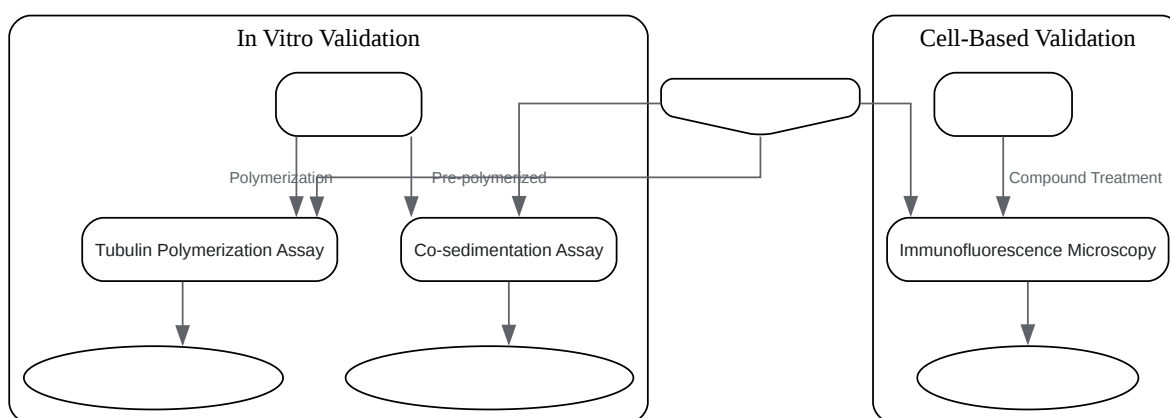 In Vitro Validation
Cell-Based Validation
Polymerization
Pre-polymerized
Compound Treatment
Tubulin Polymerization Assay
Co-sedimentation Assay
Immunofluorescence Microscopy